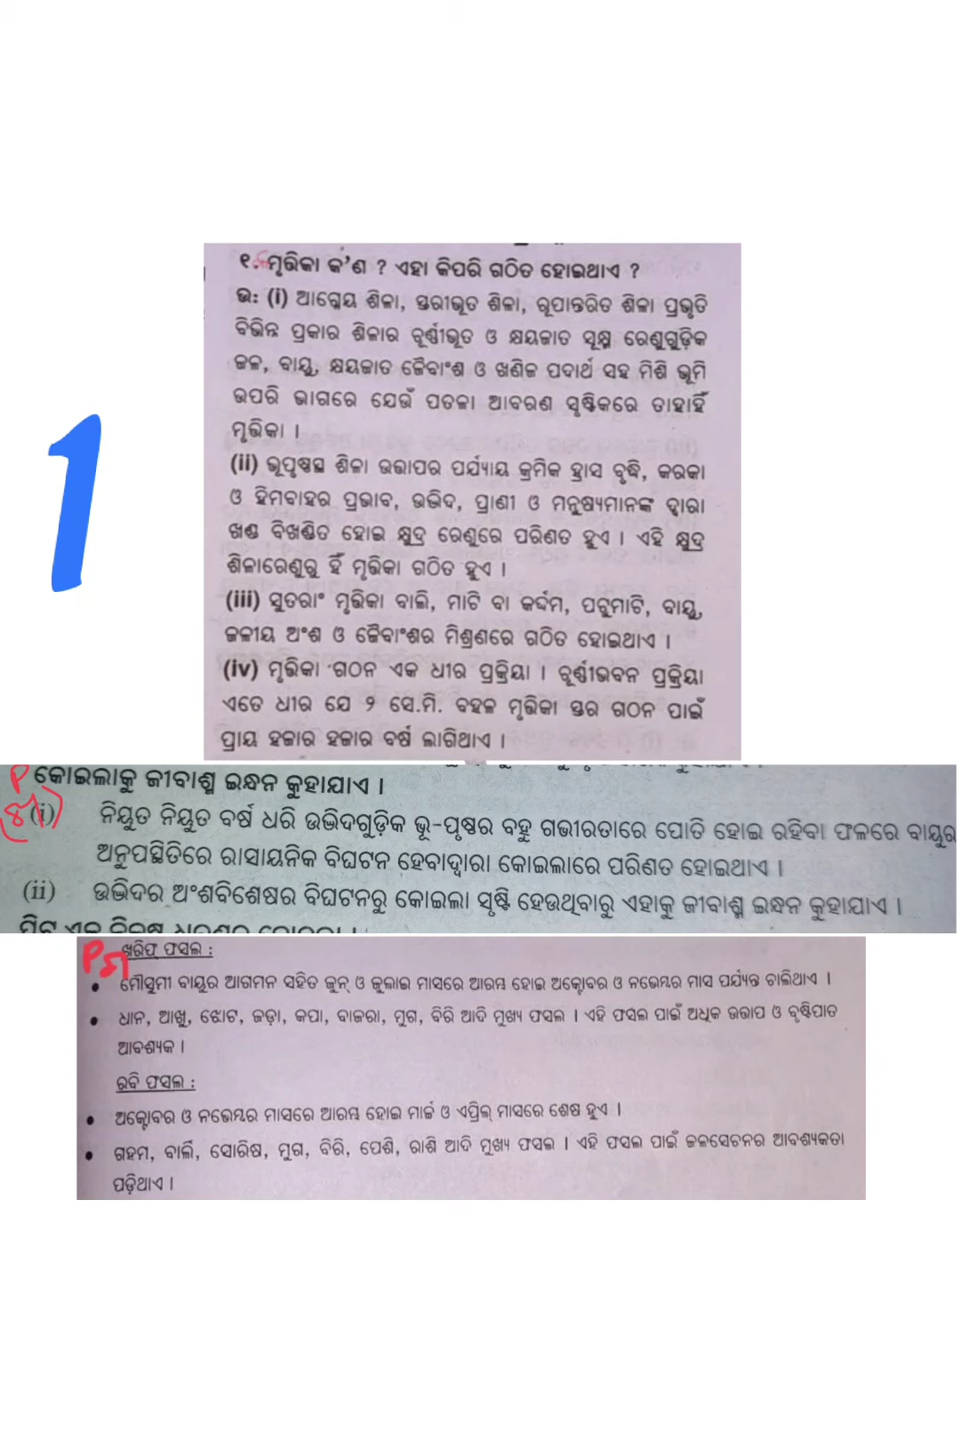 1
୧. ମୃତ୍ତିକା କ'ଣ ? ଏହା କିପରି ଗଠିତ ହୋଇଥାଏ ?
ଉ: (i) ଆଗ୍ନେୟ ଶିଳା, ସ୍ତରୀଭୂତ ଶିଳା, ରୂପାନ୍ତରିତ ଶିଳା ପ୍ରଭୃତି
ବିଭିନ୍ନ ପ୍ରକାର ଶିଳାର ଚୂର୍ଣ୍ଣୀଭୂତ ଓ କ୍ଷୟଜାତ ସୂକ୍ଷ୍ମ ରେଣୁଗୁଡ଼ିକ
ଜଳ, ବାୟୁ, କ୍ଷୟଜାତ ଜୈବାଂଶ ଓ ଖଣିଜ ପଦାର୍ଥ ସହ ମିଶି ଭୂମି
ଉପରି ଭାଗରେ ଯେଉଁ ପତଳା ଆବରଣ ସୃଷ୍ଟିକରେ ତାହାହିଁ
ମୃତ୍ତିକା ।
(ii) ଭୂପୃଷ୍ଠସ୍ଥ ଶିଳା ଉତ୍ତାପର ପର୍ଯ୍ୟାୟ କ୍ରମିକ ହ୍ରାସ ବୃଦ୍ଧି, କରକା
ଓ ହିମବାହର ପ୍ରଭାବ, ଉଦ୍ଭିଦ, ପ୍ରାଣୀ ଓ ମନୁଷ୍ୟମାନଙ୍କ ଦ୍ୱାରା
ଖଣ୍ଡ ବିଖଣ୍ଡିତ ହୋଇ କ୍ଷୁଦ୍ର ରେଣୁରେ ପରିଣତ ହୁଏ । ଏହି କ୍ଷୁଦ୍ର
ଶିଳାରେଣୁରୁ ହିଁ ମୃତ୍ତିକା ଗଠିତ ହୁଏ ।
(iii) ସୁତରାଂ ମୃତ୍ତିକା ବାଲି, ମାଟି ବା କର୍ଦ୍ଦମ, ପଟୁମାଟି, ବାୟୁ,
ଜଳୀୟ ଅଂଶ ଓ ଜୈବାଂଶର ମିଶ୍ରଣରେ ଗଠିତ ହୋଇଥାଏ ।
(iv) ମୃତ୍ତିକା ଗଠନ ଏକ ଧୀର ପ୍ରକ୍ରିୟା । ଚୂର୍ଣ୍ଣୀଭବନ ପ୍ରକ୍ରିୟା
ଏତେ ଧୀର ଯେ ୨ ସେ.ମି. ବହଳ ମୃତ୍ତିକା ସ୍ତର ଗଠନ ପାଇଁ
ପ୍ରାୟ ହଜାର ହଜାର ବର୍ଷ ଲାଗିଥାଏ ।
P କୋଇଲାକୁ ଜୀବାଶ୍ମ ଇନ୍ଧନ କୁହାଯାଏ ।
(i) ନିୟୁତ ନିୟୁତ ବର୍ଷ ଧରି ଉଦ୍ଭିଦଗୁଡ଼ିକ ଭୂ-ପୃଷ୍ଠର ବହୁ ଗଭୀରତାରେ ପୋତି ହୋଇ ରହିବା ଫଳରେ ବାୟୁର
ଅନୁପସ୍ଥିତିରେ ରାସାୟନିକ ବିଘଟନ ହେବାଦ୍ୱାରା କୋଇଲାରେ ପରିଣତ ହୋଇଥାଏ ।
(ii) ଉଦ୍ଭିଦର ଅଂଶବିଶେଷର ବିଘଟନରୁ କୋଇଲା ସୃଷ୍ଟି ହେଉଥିବାରୁ ଏହାକୁ ଜୀବାଶ୍ମ ଇନ୍ଧନ କୁହାଯାଏ ।
ଖରିଫ୍ ଫସଲ :
• ମୌସୁମୀ ବାୟୁର ଆଗମନ ସହିତ ଜୁନ୍ ଓ ଜୁଲାଇ ମାସରେ ଆରମ୍ଭ ହୋଇ ଅକ୍ଟୋବର ଓ ନଭେମ୍ବର ମାସ ପର୍ଯ୍ୟନ୍ତ ଚାଲିଥାଏ ।
• ଧାନ, ଆଖୁ, ଝୋଟ, ଜଡ଼ା, କପା, ବାଜରା, ମୁଗ, ବିରି ଆଦି ମୁଖ୍ୟ ଫସଲ । ଏହି ଫସଲ ପାଇଁ ଅଧିକ ଉତ୍ତାପ ଓ ବୃଷ୍ଟିପାତ
ଆବଶ୍ୟକ ।
ରବି ଫସଲ :
• ଅକ୍ଟୋବର ଓ ନଭେମ୍ବର ମାସରେ ଆରମ୍ଭ ହୋଇ ମାର୍ଚ୍ଚ ଓ ଏପ୍ରିଲ୍ ମାସରେ ଶେଷ ହୁଏ ।
• ଗହମ, ବାର୍ଲି, ସୋରିଷ, ମୁଗ, ବିରି, ପେଶି, ରାଶି ଆଦି ମୁଖ୍ୟ ଫସଲ । ଏହି ଫସଲ ପାଇଁ ଜଳସେଚନର ଆବଶ୍ୟକତା
ପଡ଼ିଥାଏ ।